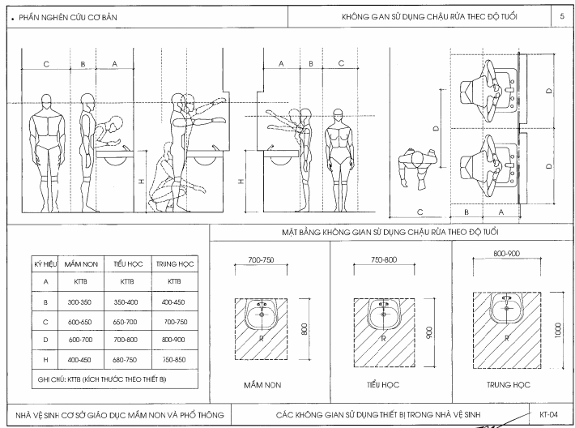 • PHẦN NGHÊN CỨU CƠ BẢN
KHÔNG GIAN SỬ DỤNG CHẬU RỬA THEO ĐỘ TUỔI
5
C B A
A B C
H
H
D
D
D
C B A
MẶT BẰNG KHÔNG GIAN SỬ DỤNG CHẬU RỬA THEO ĐỘ TUỔI
KÝ HIỆU MẦM NON TIỂU HỌC TRUNG HỌC
A KTTB KTTB KTTB
B 300-350 350-400 400-450
C 600-650 650-700 700-750
D 600-700 700-800 800-900
H 400-450 680-750 750-850
GHI CHÚ: KTTB (KÍCH THƯỚC THEO THIẾT BỊ)
700-750
800
R
MẦM NON
750-800
900
R
TIỂU HỌC
800-900
1000
R
TRUNG HỌC
NHÀ VỆ SINH CƠ SỞ GIÁO DỤC MẦM NON VÀ PHỔ THÔNG
CÁC KHÔNG GIAN SỬ DỤNG THIẾT BỊ TRONG NHÀ VỆ SINH
KT-04